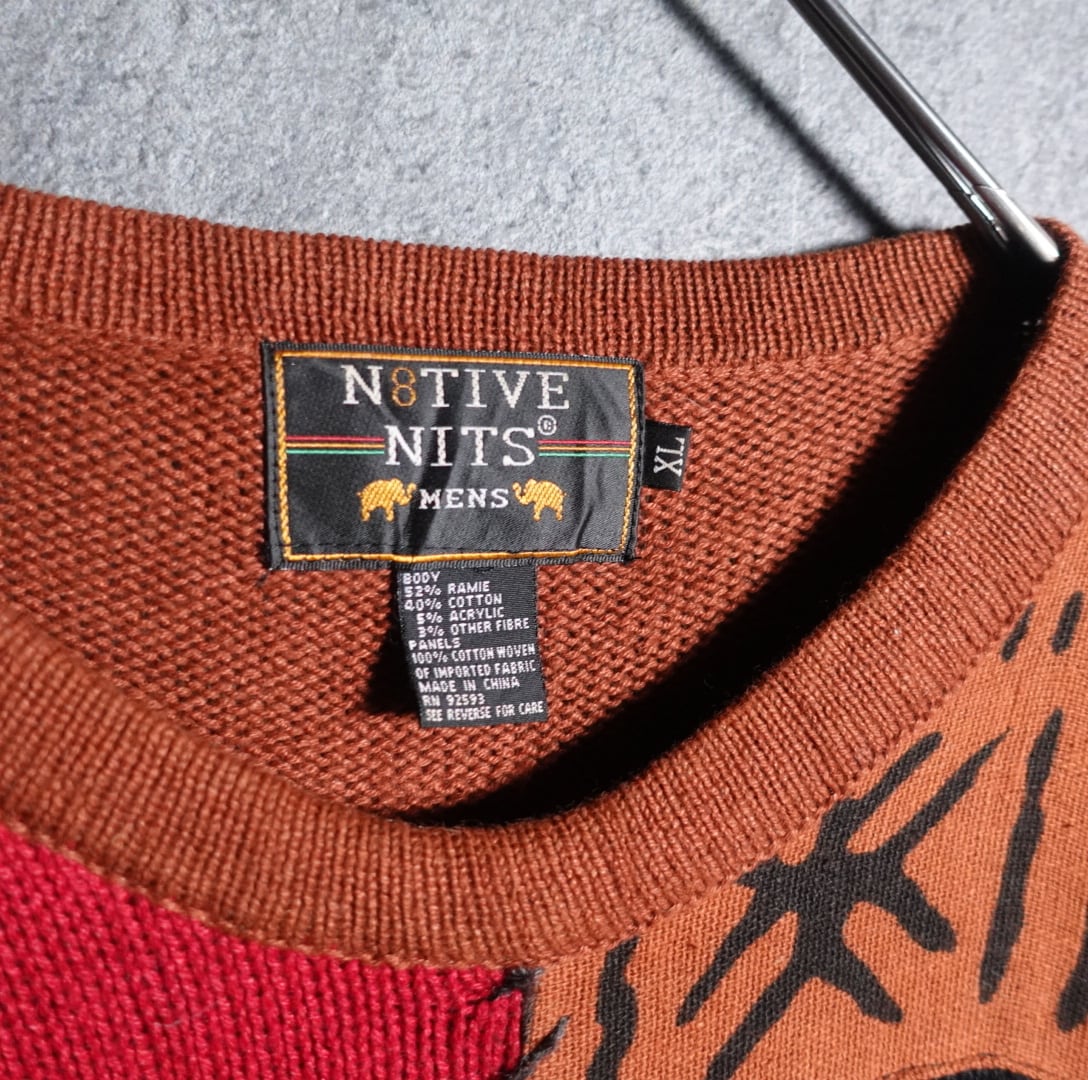 N8TIVE
NITS©
MENS
XL
BODY
52% RAMIE
40% COTTON
5% ACRYLIC
3% OTHER FIBRE
PANELS
100% COTTON WOVEN
OF IMPORTED FABRIC
MADE IN CHINA
RN 92593
SEE REVERSE FOR CARE